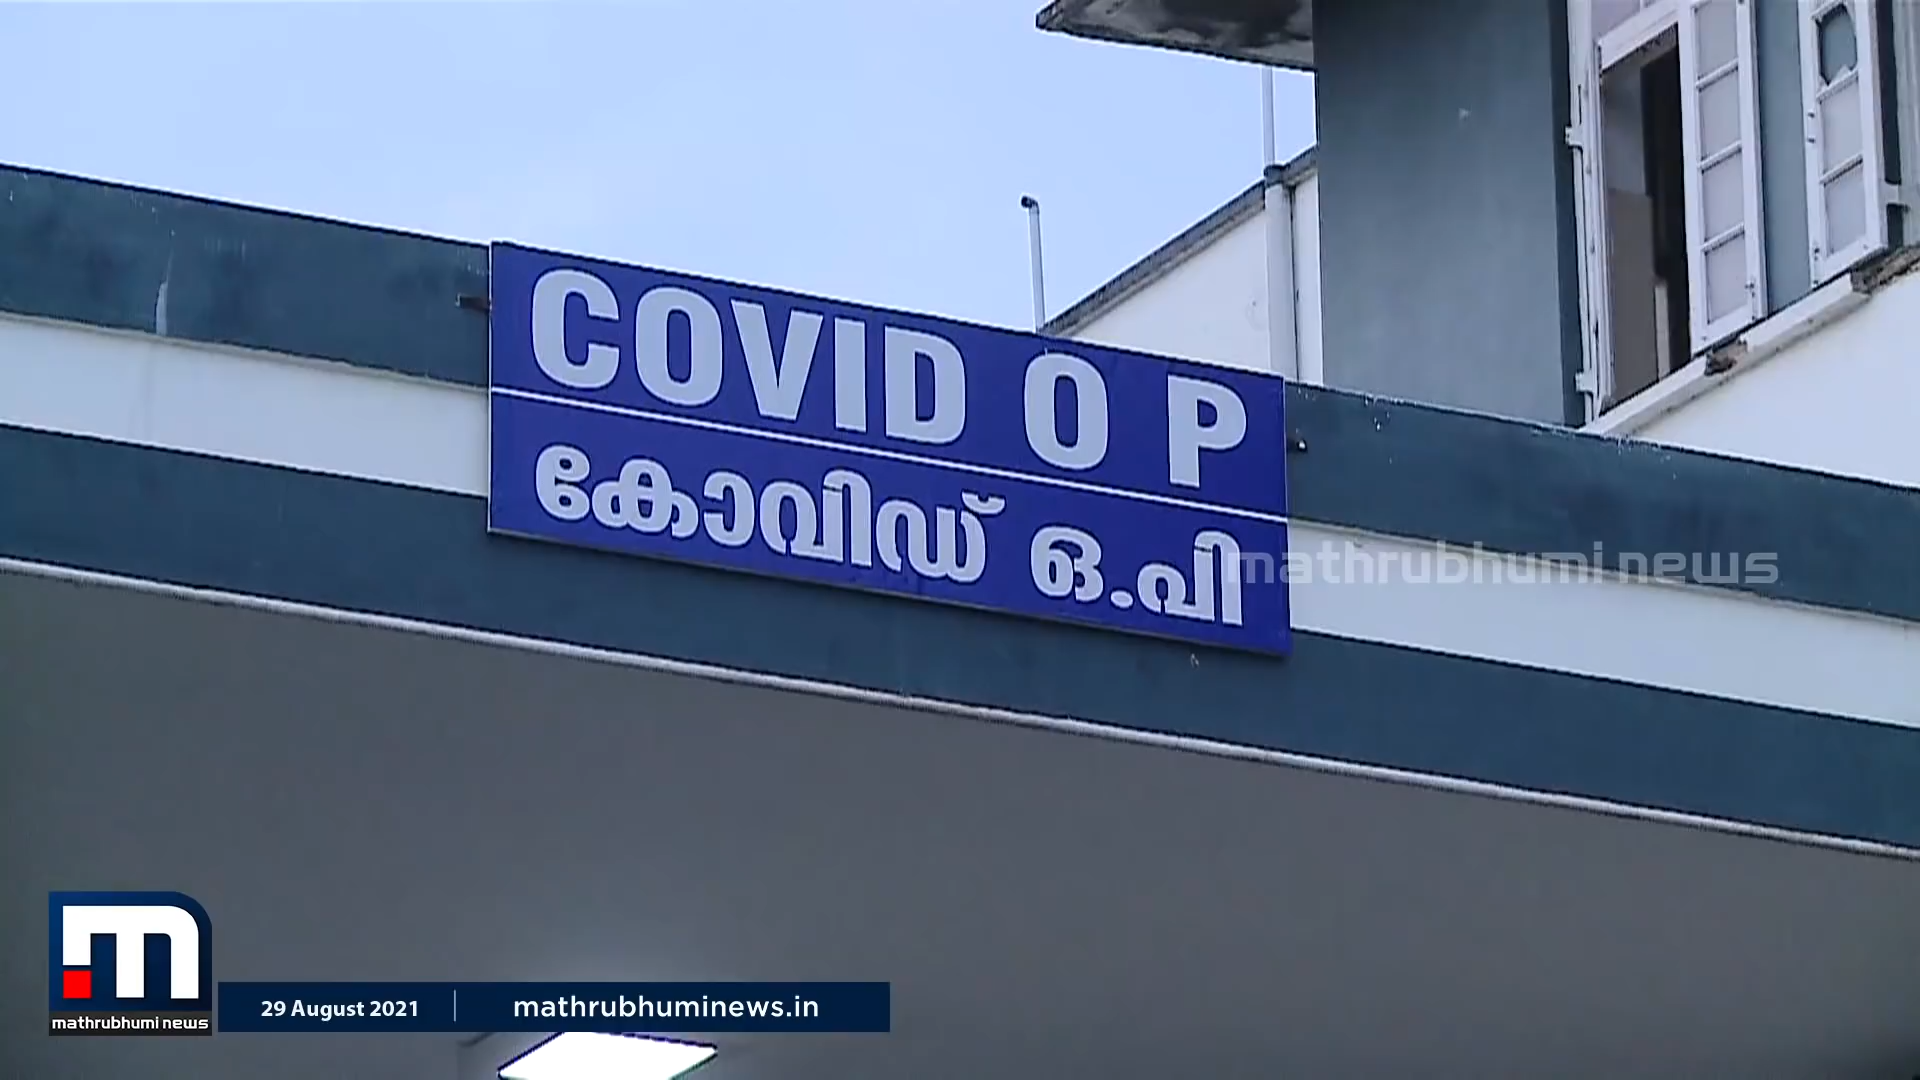 COVID O P
കോവിഡ് ഒ.പി
mathrubhumi news
mathrubhumi news
29 August 2021
mathrubhuminews.in